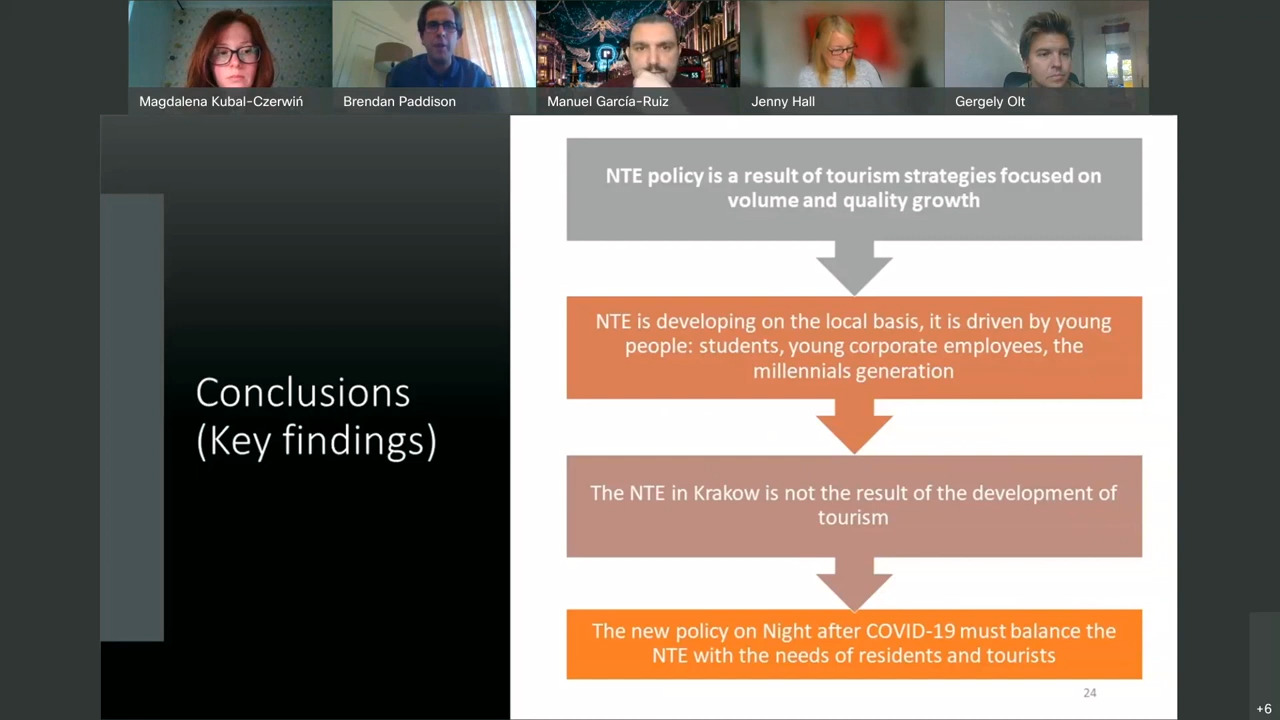 Magdalena Kubal-Czerwiń
Brendan Paddison
Manuel García-Ruiz
Jenny Hall
Gergely Olt
Conclusions
(Key findings)
NTE policy is a result of tourism strategies focused on
volume and quality growth
NTE is developing on the local basis, it is driven by young
people: students, young corporate employees, the
millennials generation
The NTE in Krakow is not the result of the development of
tourism
The new policy on Night after COVID-19 must balance the
NTE with the needs of residents and tourists
24
+6